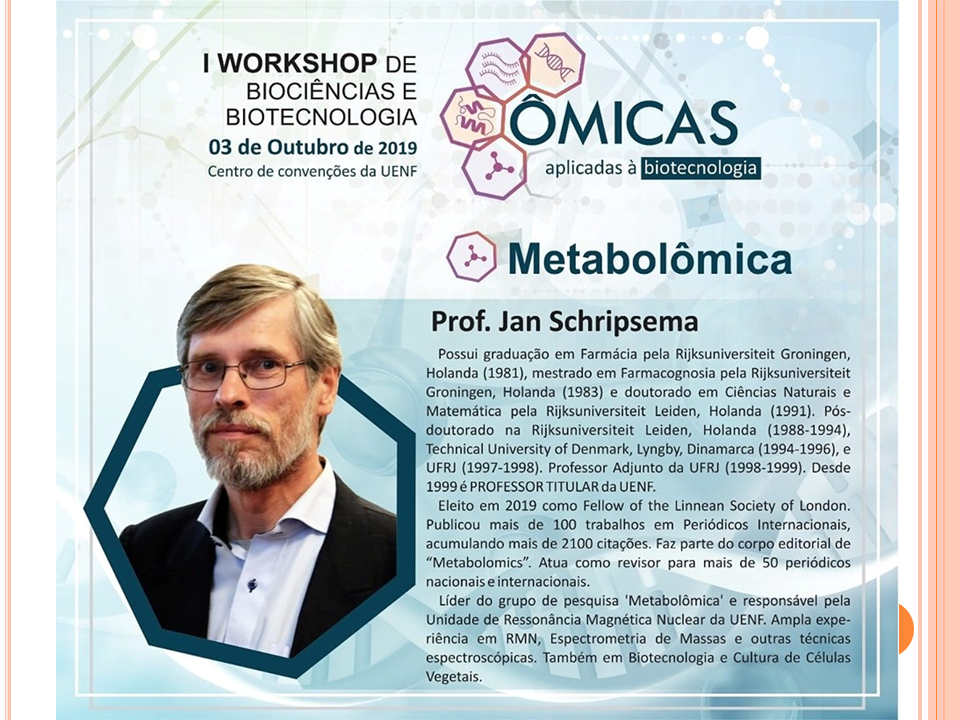 I WORKSHOP DE
BIOCIÊNCIAS E
BIOTECNOLOGIA
03 de Outubro de 2019
Centro de convenções da UENF
ÔMICAS
aplicadas à biotecnologia
Metabolômica
Prof. Jan Schripsema
Possui graduação em Farmácia pela Rijksuniversiteit Groningen,
Holanda (1981), mestrado em Farmacognosia pela Rijksuniversiteit
Groningen, Holanda (1983) e doutorado em Ciências Naturais e
Matemática pela Rijksuniversiteit Leiden, Holanda (1991). Pós-
doutorado na Rijksuniversiteit Leiden, Holanda (1988-1994),
Technical University of Denmark, Lyngby, Dinamarca (1994-1996), e
UFRJ (1997-1998). Professor Adjunto da UFRJ (1998-1999). Desde
1999 é PROFESSOR TITULAR da UENF.
Eleito em 2019 como Fellow of the Linnean Society of London.
Publicou mais de 100 trabalhos em Periódicos Internacionais,
acumulando mais de 2100 citações. Faz parte do corpo editorial de
“Metabolomics”. Atua como revisor para mais de 50 periódicos
nacionais e internacionais.
Líder do grupo de pesquisa 'Metabolômica' e responsável pela
Unidade de Ressonância Magnética Nuclear da UENF. Ampla expe-
riência em RMN, Espectrometria de Massas e outras técnicas
espectroscópicas. Também em Biotecnologia e Cultura de Células
Vegetais.